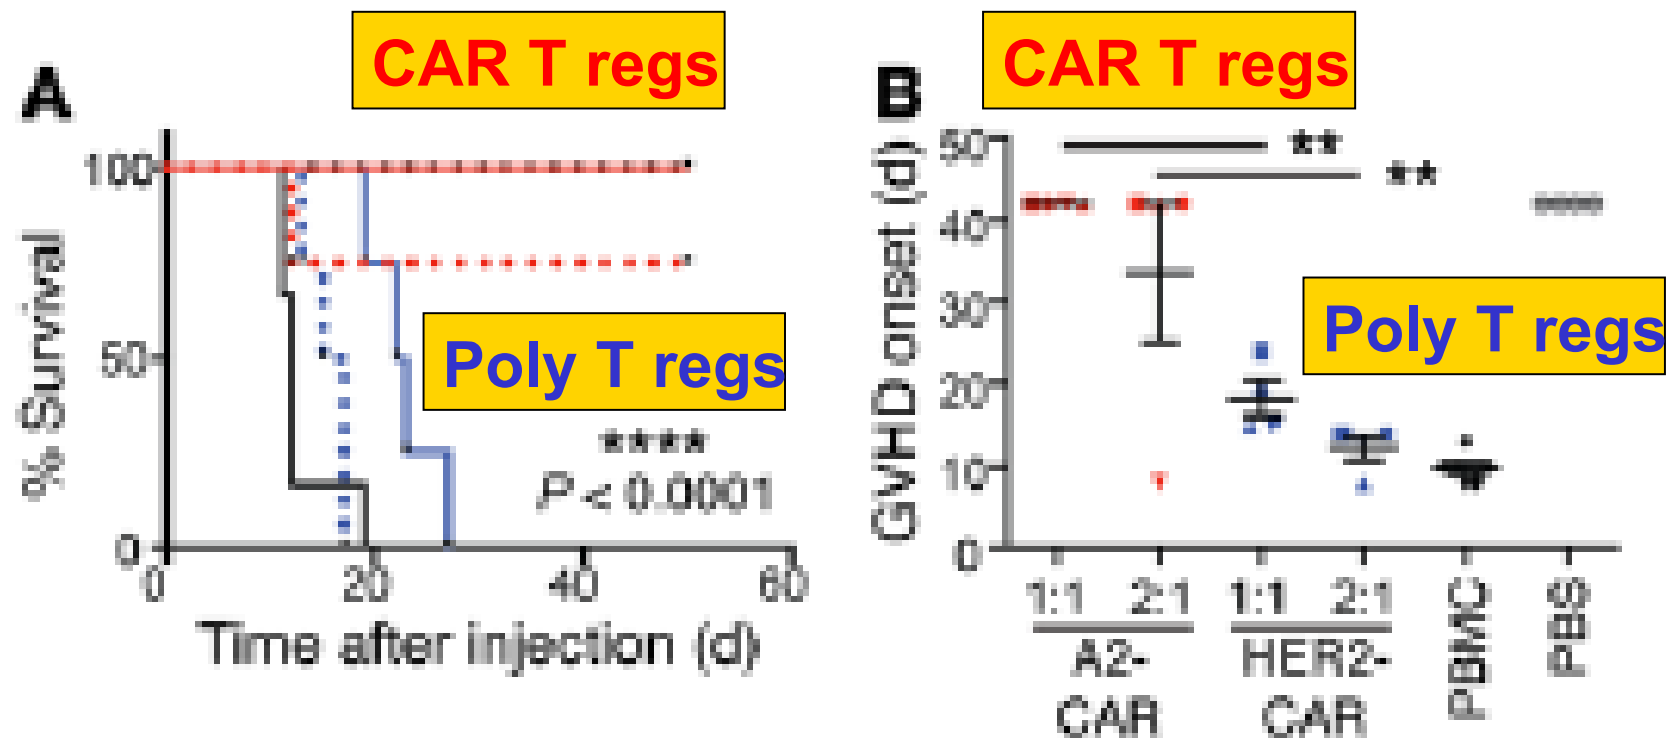 CAR T regs
CAR T regs
A
B
100
50
0
% Survival
Poly T regs
****
P < 0.0001
0
20
40
60
Time after injection (d)
50
40
30
20
10
0
GVHD onset (d)
**
**
Poly T regs
1:1
2:1
1:1
2:1
A2-
CAR
HER2-
CAR
PBMC
PBS